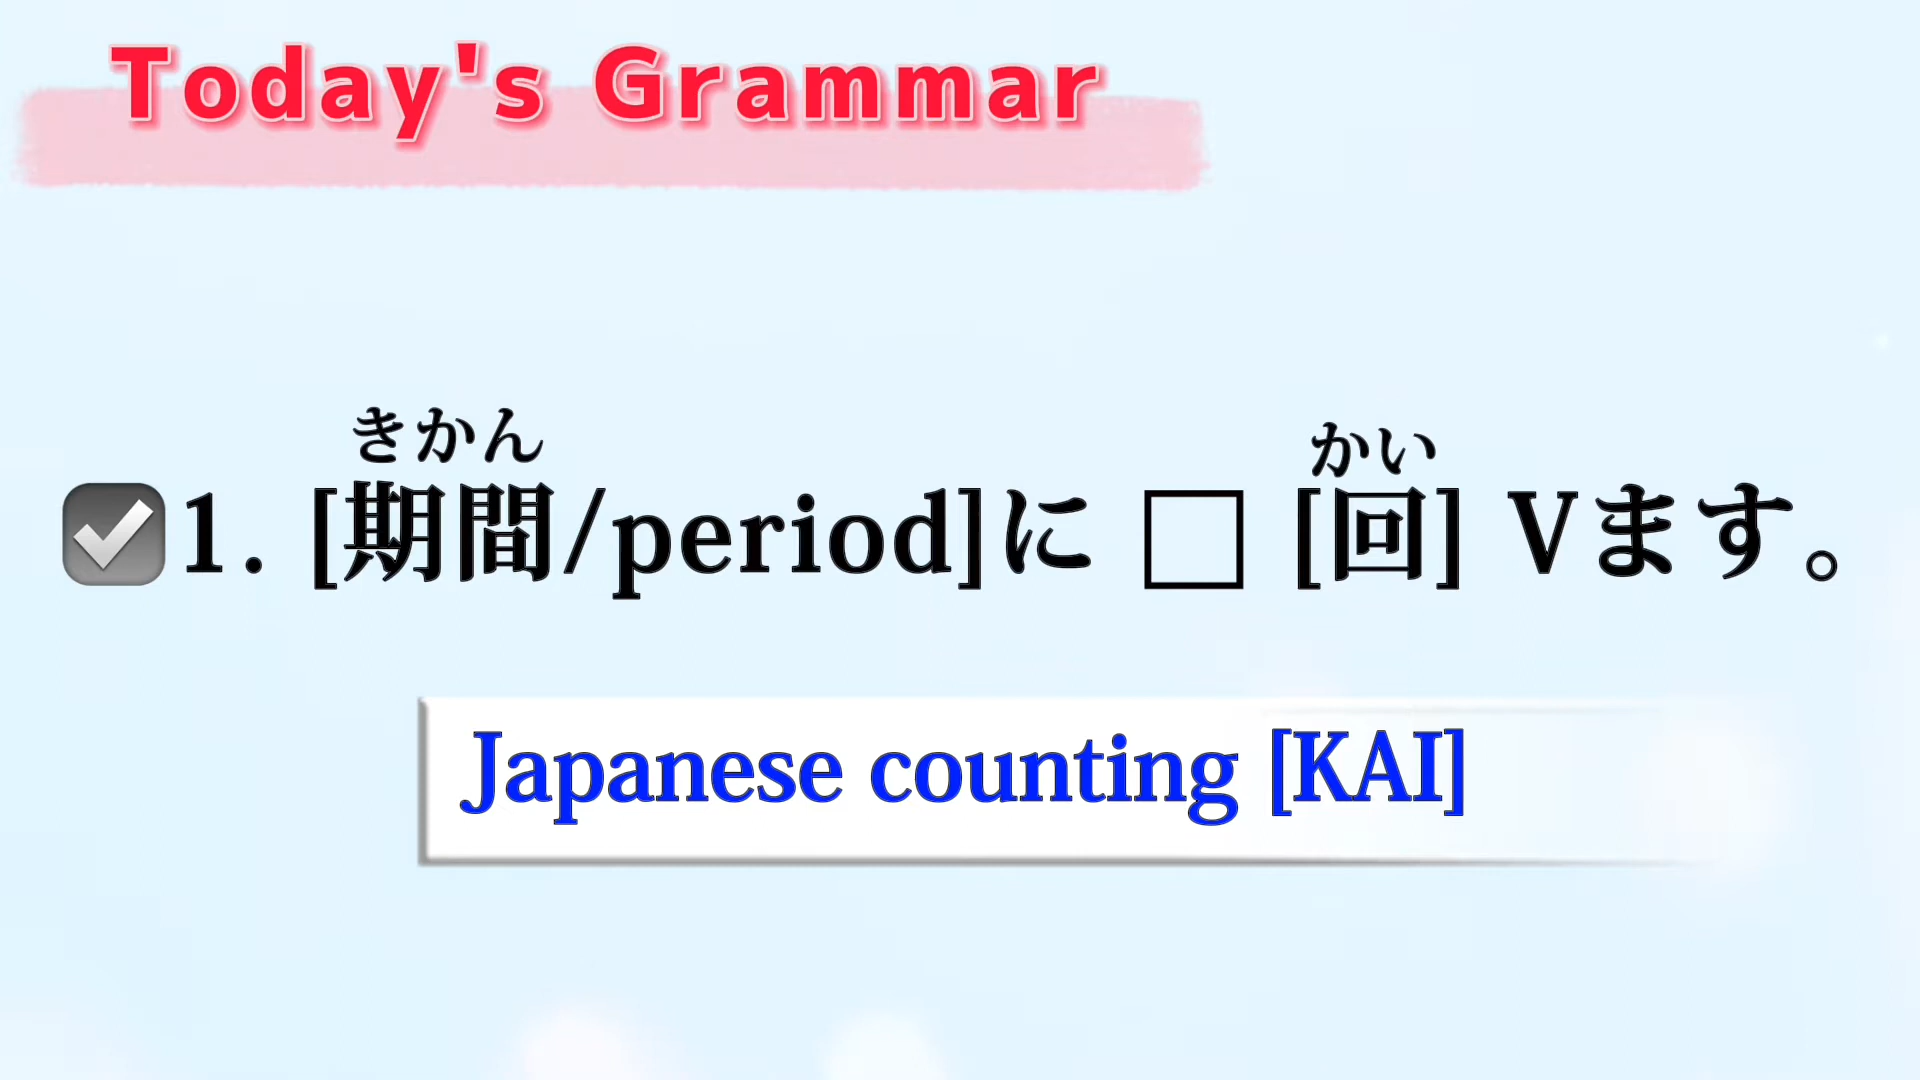 Today's Grammar
きかん かい
1. [期間/period]に □ [回] Vます。
Japanese counting [KAI]